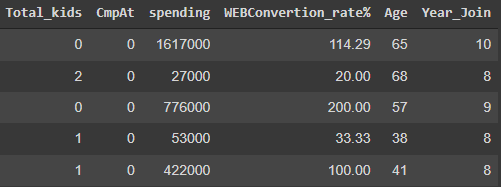 Total_kids CmpAt spending WEBConvertion_rate% Age Year_Join
0 0 1617000 114.29 65 10
2 0 27000 20.00 68 8
0 0 776000 200.00 57 9
1 0 53000 33.33 38 8
1 0 422000 100.00 41 8